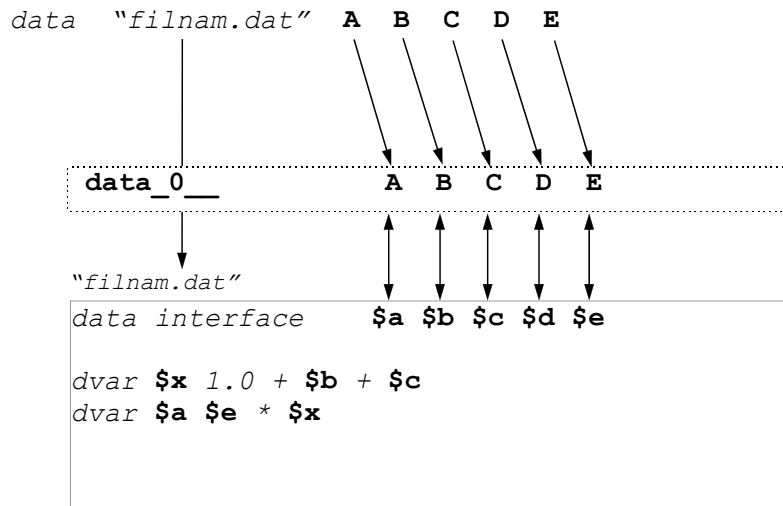 data “filnam.dat” A B C D E
data_0__ A B C D E
“filnam.dat”
data interface $a $b $c $d $e
dvar $x 1.0 + $b + $c
dvar $a $e * $x